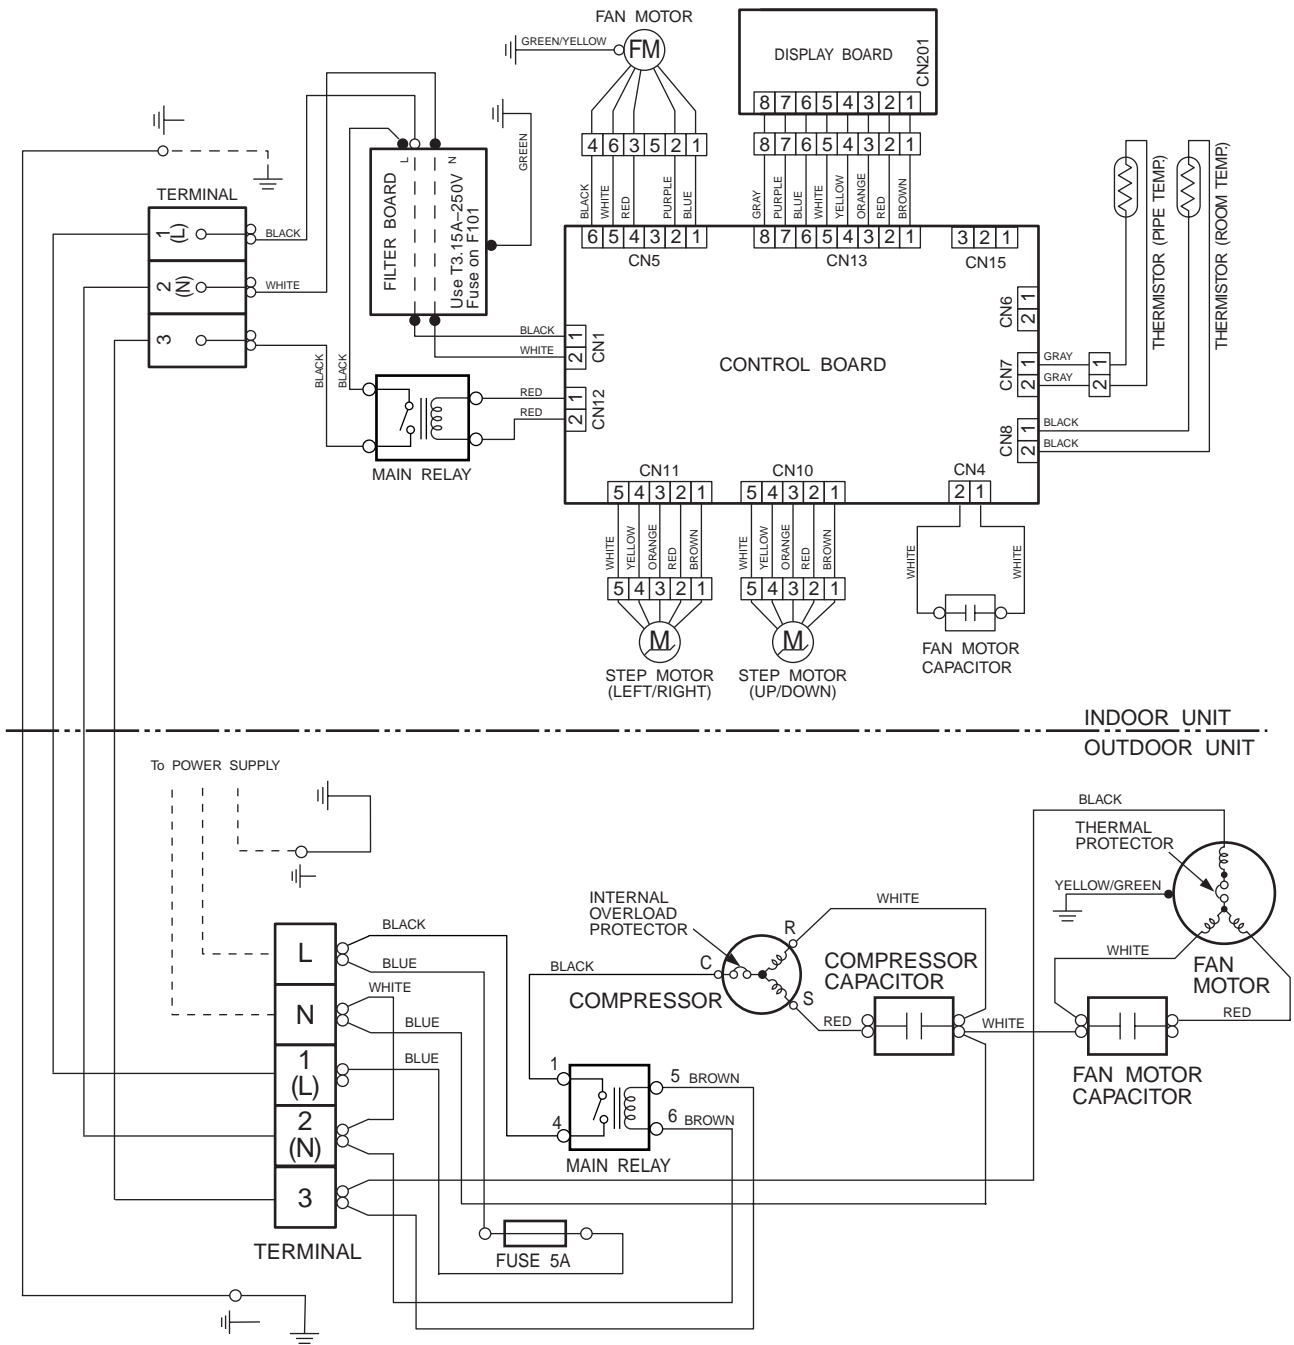 FAN MOTOR
GREEN/YELLOW
FM
DISPLAY BOARD
CN201
8 7 6 5 4 3 2 1
4 6 3 5 2 1
8 7 6 5 4 3 2 1
BLACK
WHITE
RED
PURPLE
BLUE
GRAY
PURPLE
BLUE
WHITE
YELLOW
ORANGE
RED
BROWN
6 5 4 3 2 1
CN5
8 7 6 5 4 3 2 1
CN13
3 2 1
CN15
GREEN
L
N
FILTER BOARD
Use T3.15A–250V
Fuse on F101
TERMINAL
1
(L)
BLACK
2
(N)
WHITE
3
BLACK
BLACK
BLACK
WHITE
1
2
CN1
RED
RED
1
2
CN12
MAIN RELAY
CONTROL BOARD
CN6
1
2
CN7
1
2
GRAY
GRAY
1
2
CN8
1
2
BLACK
BLACK
THERMISTOR (PIPE TEMP.)
THERMISTOR (ROOM TEMP.)
CN11
5 4 3 2 1
WHITE
YELLOW
ORANGE
RED
BROWN
5 4 3 2 1
M
STEP MOTOR
(LEFT/RIGHT)
CN10
5 4 3 2 1
WHITE
YELLOW
ORANGE
RED
BROWN
5 4 3 2 1
M
STEP MOTOR
(UP/DOWN)
CN4
2 1
WHITE
WHITE
FAN MOTOR
CAPACITOR
INDOOR UNIT
OUTDOOR UNIT
To POWER SUPPLY
L
N
1
(L)
2
(N)
3
TERMINAL
BLACK
BLUE
WHITE
BLUE
BLUE
BLACK
INTERNAL
OVERLOAD
PROTECTOR
C
R
S
COMPRESSOR
WHITE
COMPRESSOR
CAPACITOR
RED
WHITE
1
4
5
BROWN
6
BROWN
MAIN RELAY
FUSE 5A
BLACK
THERMAL
PROTECTOR
YELLOW/GREEN
WHITE
FAN
MOTOR
RED
FAN MOTOR
CAPACITOR